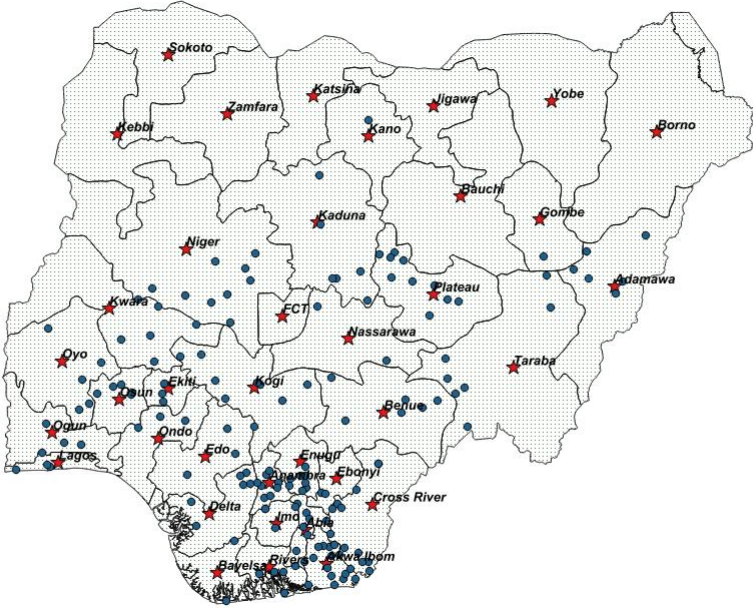 Sokoto
Katsina
Zamfara
Jigawa
Yobe
Kebbi
Kano
Borno
Bauchi
Kaduna
Gombe
Niger
Adamawa
Plateau
Kwara
FCT
Nassarawa
Oyo
Taraba
Ekiti
Kogi
Osun
Benue
Ogun
Ondo
Edo
Lagos
Enugu
Anambra
Ebonyi
Cross River
Delta
Imo
Abia
Akwa Ibom
Rivers
Bayelsa